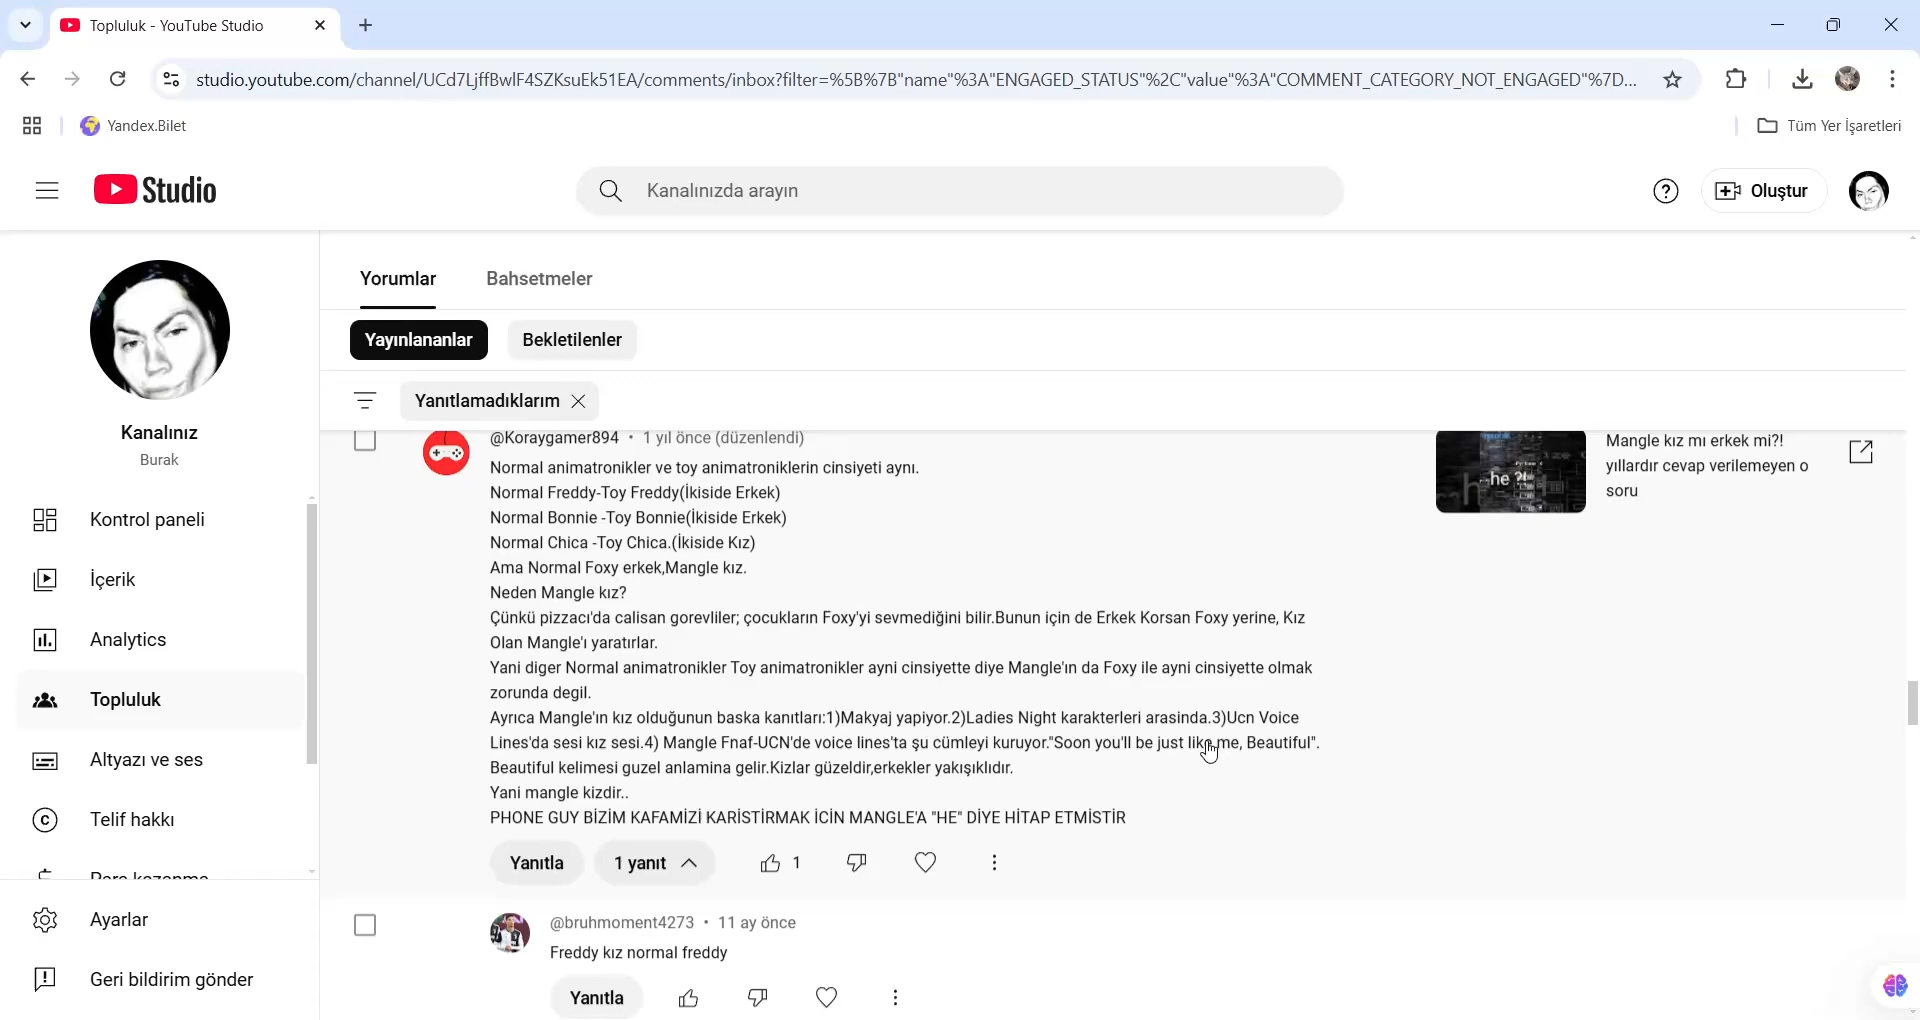 Topluluk - YouTube Studio
studio.youtube.com/channel/UCd7LjffBwlF4SZKsuEk51EA/comments/inbox?filter=%5B%7B"name"%3A"ENGAGED_STATUS"%2C"value"%3A"COMMENT_CATEGORY_NOT_ENGAGED"%7D...
Yandex.Bilet
Tüm Yer İşaretleri
Studio
Kanalınızda arayın
Oluştur
Kanalınız
Burak
Kontrol paneli
İçerik
Analytics
Topluluk
Altyazı ve ses
Telif hakkı
Para kazanma
Ayarlar
Geri bildirim gönder
Yorumlar
Bahsetmeler
Yayınlananlar
Bekletilenler
Yanıtlamadıklarım
@Koraygamer894 • 1 yıl önce (düzenlendi)
Normal animatronikler ve toy animatroniklerin cinsiyeti aynı.
Normal Freddy-Toy Freddy(İkiside Erkek)
Normal Bonnie -Toy Bonnie(İkiside Erkek)
Normal Chica -Toy Chica.(İkiside Kız)
Ama Normal Foxy erkek,Mangle kız.
Neden Mangle kız?
Çünkü pizzacı'da calisan gorevliler; çocukların Foxy'yi sevmediğini bilir.Bunun için de Erkek Korsan Foxy yerine, Kız
Olan Mangle'ı yaratırlar.
Yani diger Normal animatronikler Toy animatronikler ayni cinsiyette diye Mangle'ın da Foxy ile ayni cinsiyette olmak
zorunda degil.
Ayrıca Mangle'ın kız olduğunun baska kanıtları:1)Makyaj yapiyor.2)Ladies Night karakterleri arasinda.3)Ucn Voice
Lines'da sesi kız sesi.4) Mangle Fnaf-UCN'de voice lines'ta şu cümleyi kuruyor."Soon you'll be just like me, Beautiful".
Beautiful kelimesi guzel anlamina gelir.Kizlar güzeldir,erkekler yakışıklıdır.
Yani mangle kizdir..
PHONE GUY BİZİM KAFAMİZİ KARİSTİRMAK İCİN MANGLE'A "HE" DİYE HİTAP ETMİSTİR
Yanıtla
1 yanıt
1
he ?!
Mangle kız mı erkek mi?!
yıllardır cevap verilemeyen o
soru
@bruhmoment4273 • 11 ay önce
Freddy kız normal freddy
Yanıtla